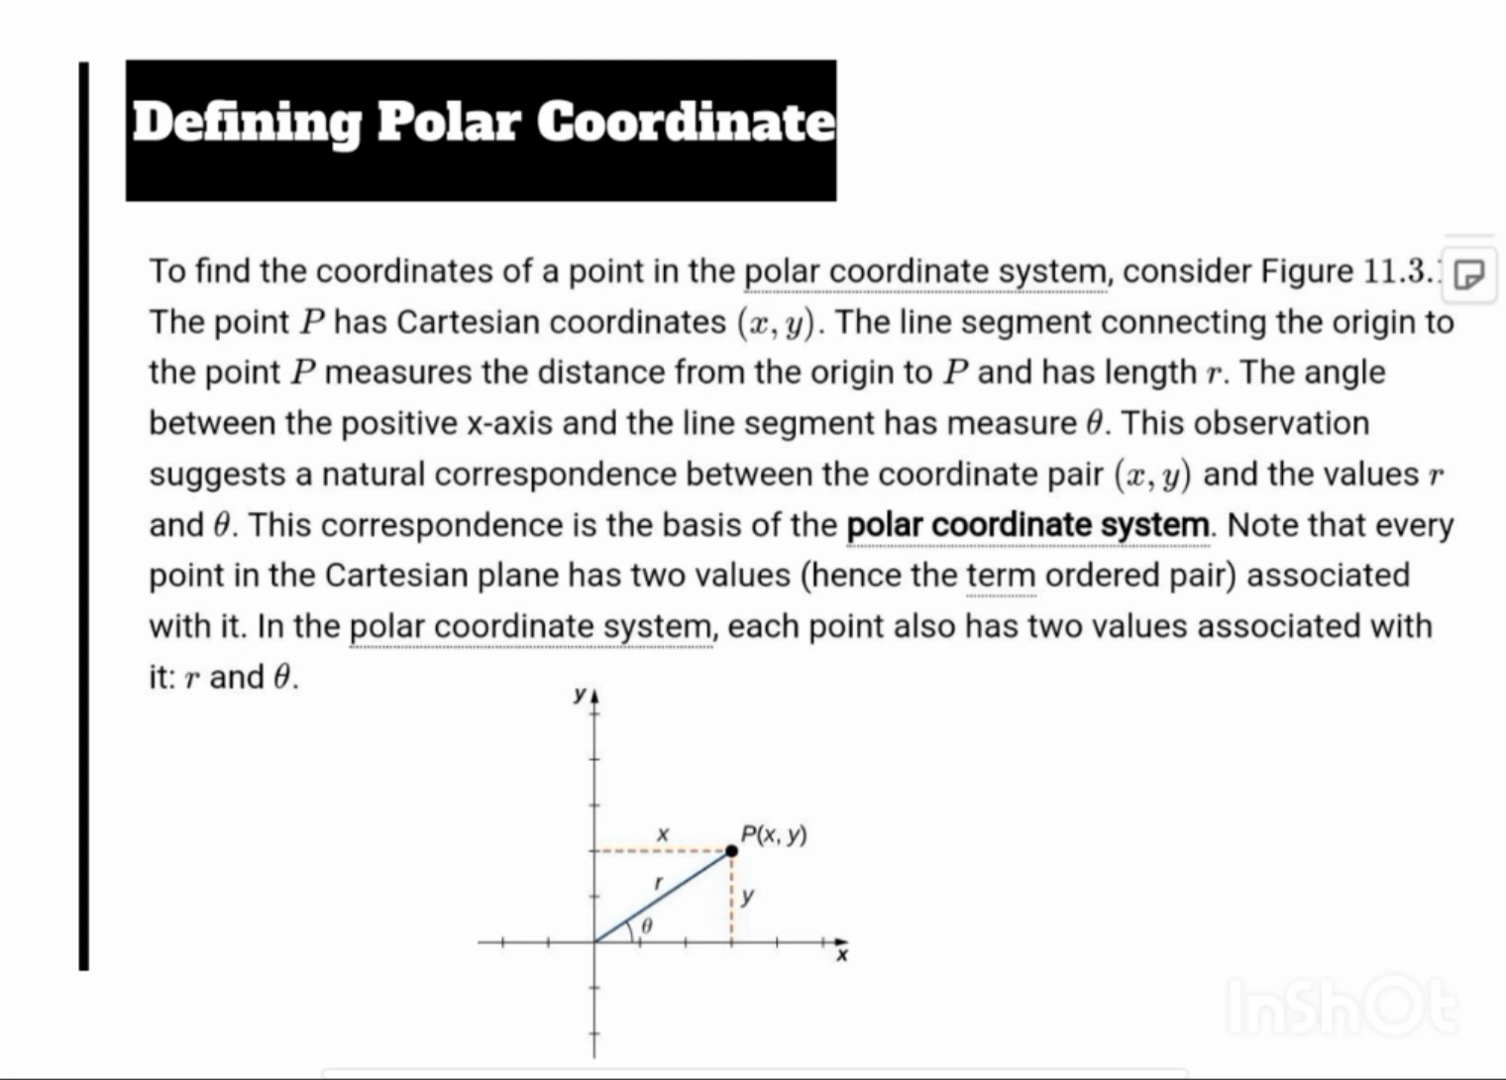 Defining Polar Coordinate
To find the coordinates of a point in the polar coordinate system, consider Figure 11.3.
The point P has Cartesian coordinates (x, y). The line segment connecting the origin to
the point P measures the distance from the origin to P and has length r. The angle
between the positive x-axis and the line segment has measure θ. This observation
suggests a natural correspondence between the coordinate pair (x, y) and the values r
and θ. This correspondence is the basis of the polar coordinate system. Note that every
point in the Cartesian plane has two values (hence the term ordered pair) associated
with it. In the polar coordinate system, each point also has two values associated with
it: r and θ.
y
x P(x, y)
r
y
θ
x
InShOt